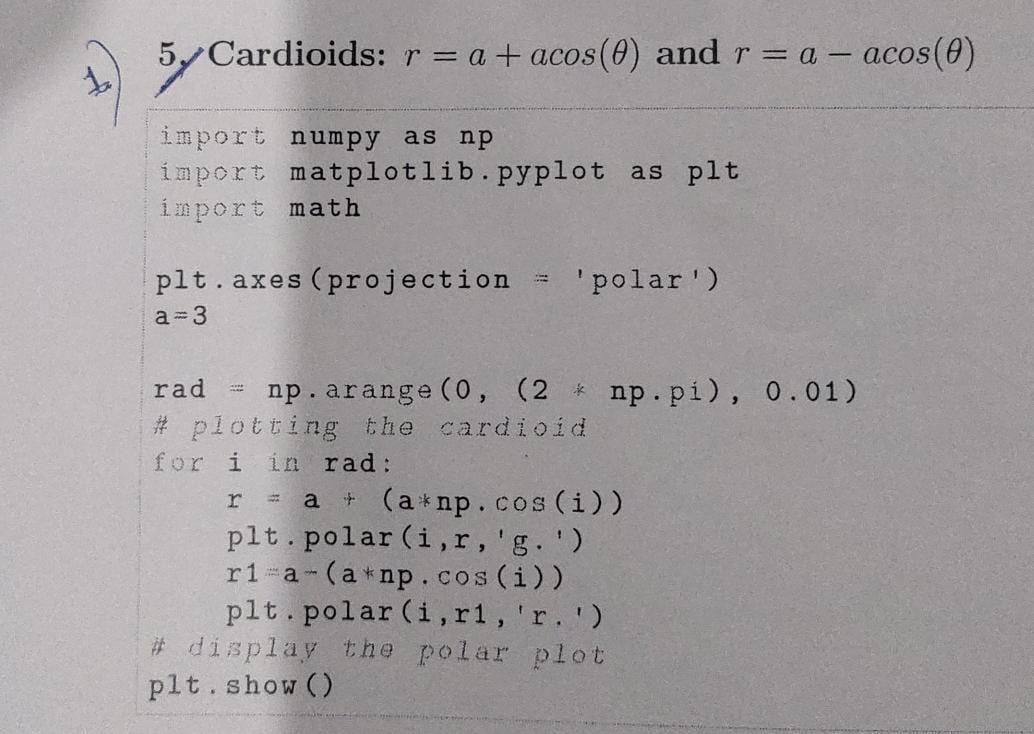 5. Cardioids: r = a + acos(θ) and r = a − acos(θ)
import numpy as np
import matplotlib.pyplot as plt
import math
plt.axes(projection = 'polar')
a=3
rad = np.arange(0, (2 * np.pi), 0.01)
# plotting the cardioid
for i in rad:
    r = a + (a*np.cos(i))
    plt.polar(i,r,'g.')
    r1=a-(a*np.cos(i))
    plt.polar(i,r1,'r.')
# display the polar plot
plt.show()